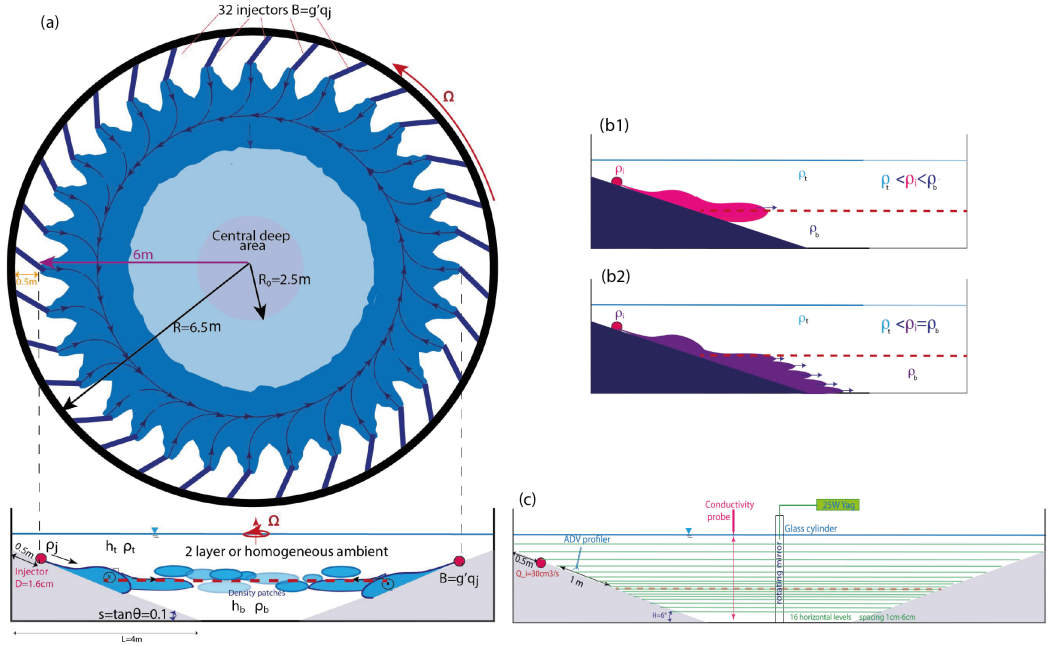 (a)
32 injectors B=g'qj
Ω
Central deep
area
6m
R₀=2.5m
0.5m
R=6.5m
(b1)
ρi
ρt
ρt <ρi<ρb
ρb
(b2)
ρi
ρt
ρt <ρi=ρb
ρb
Ω
0.5m
ρj
ht ρt
2 layer or homogeneous ambient
Injector
D=1.6cm
B=g'qj
Density patches
hb ρb
s=tanθ=0.1
L=4m
(c)
Conductivity
probe
25W Yag
Glass cylinder
ADV profiler
0.5m
Q_i=30cm3/s
1m
rotating mirror
θ=6°
16 horizontal levels spacing 1cm-6cm